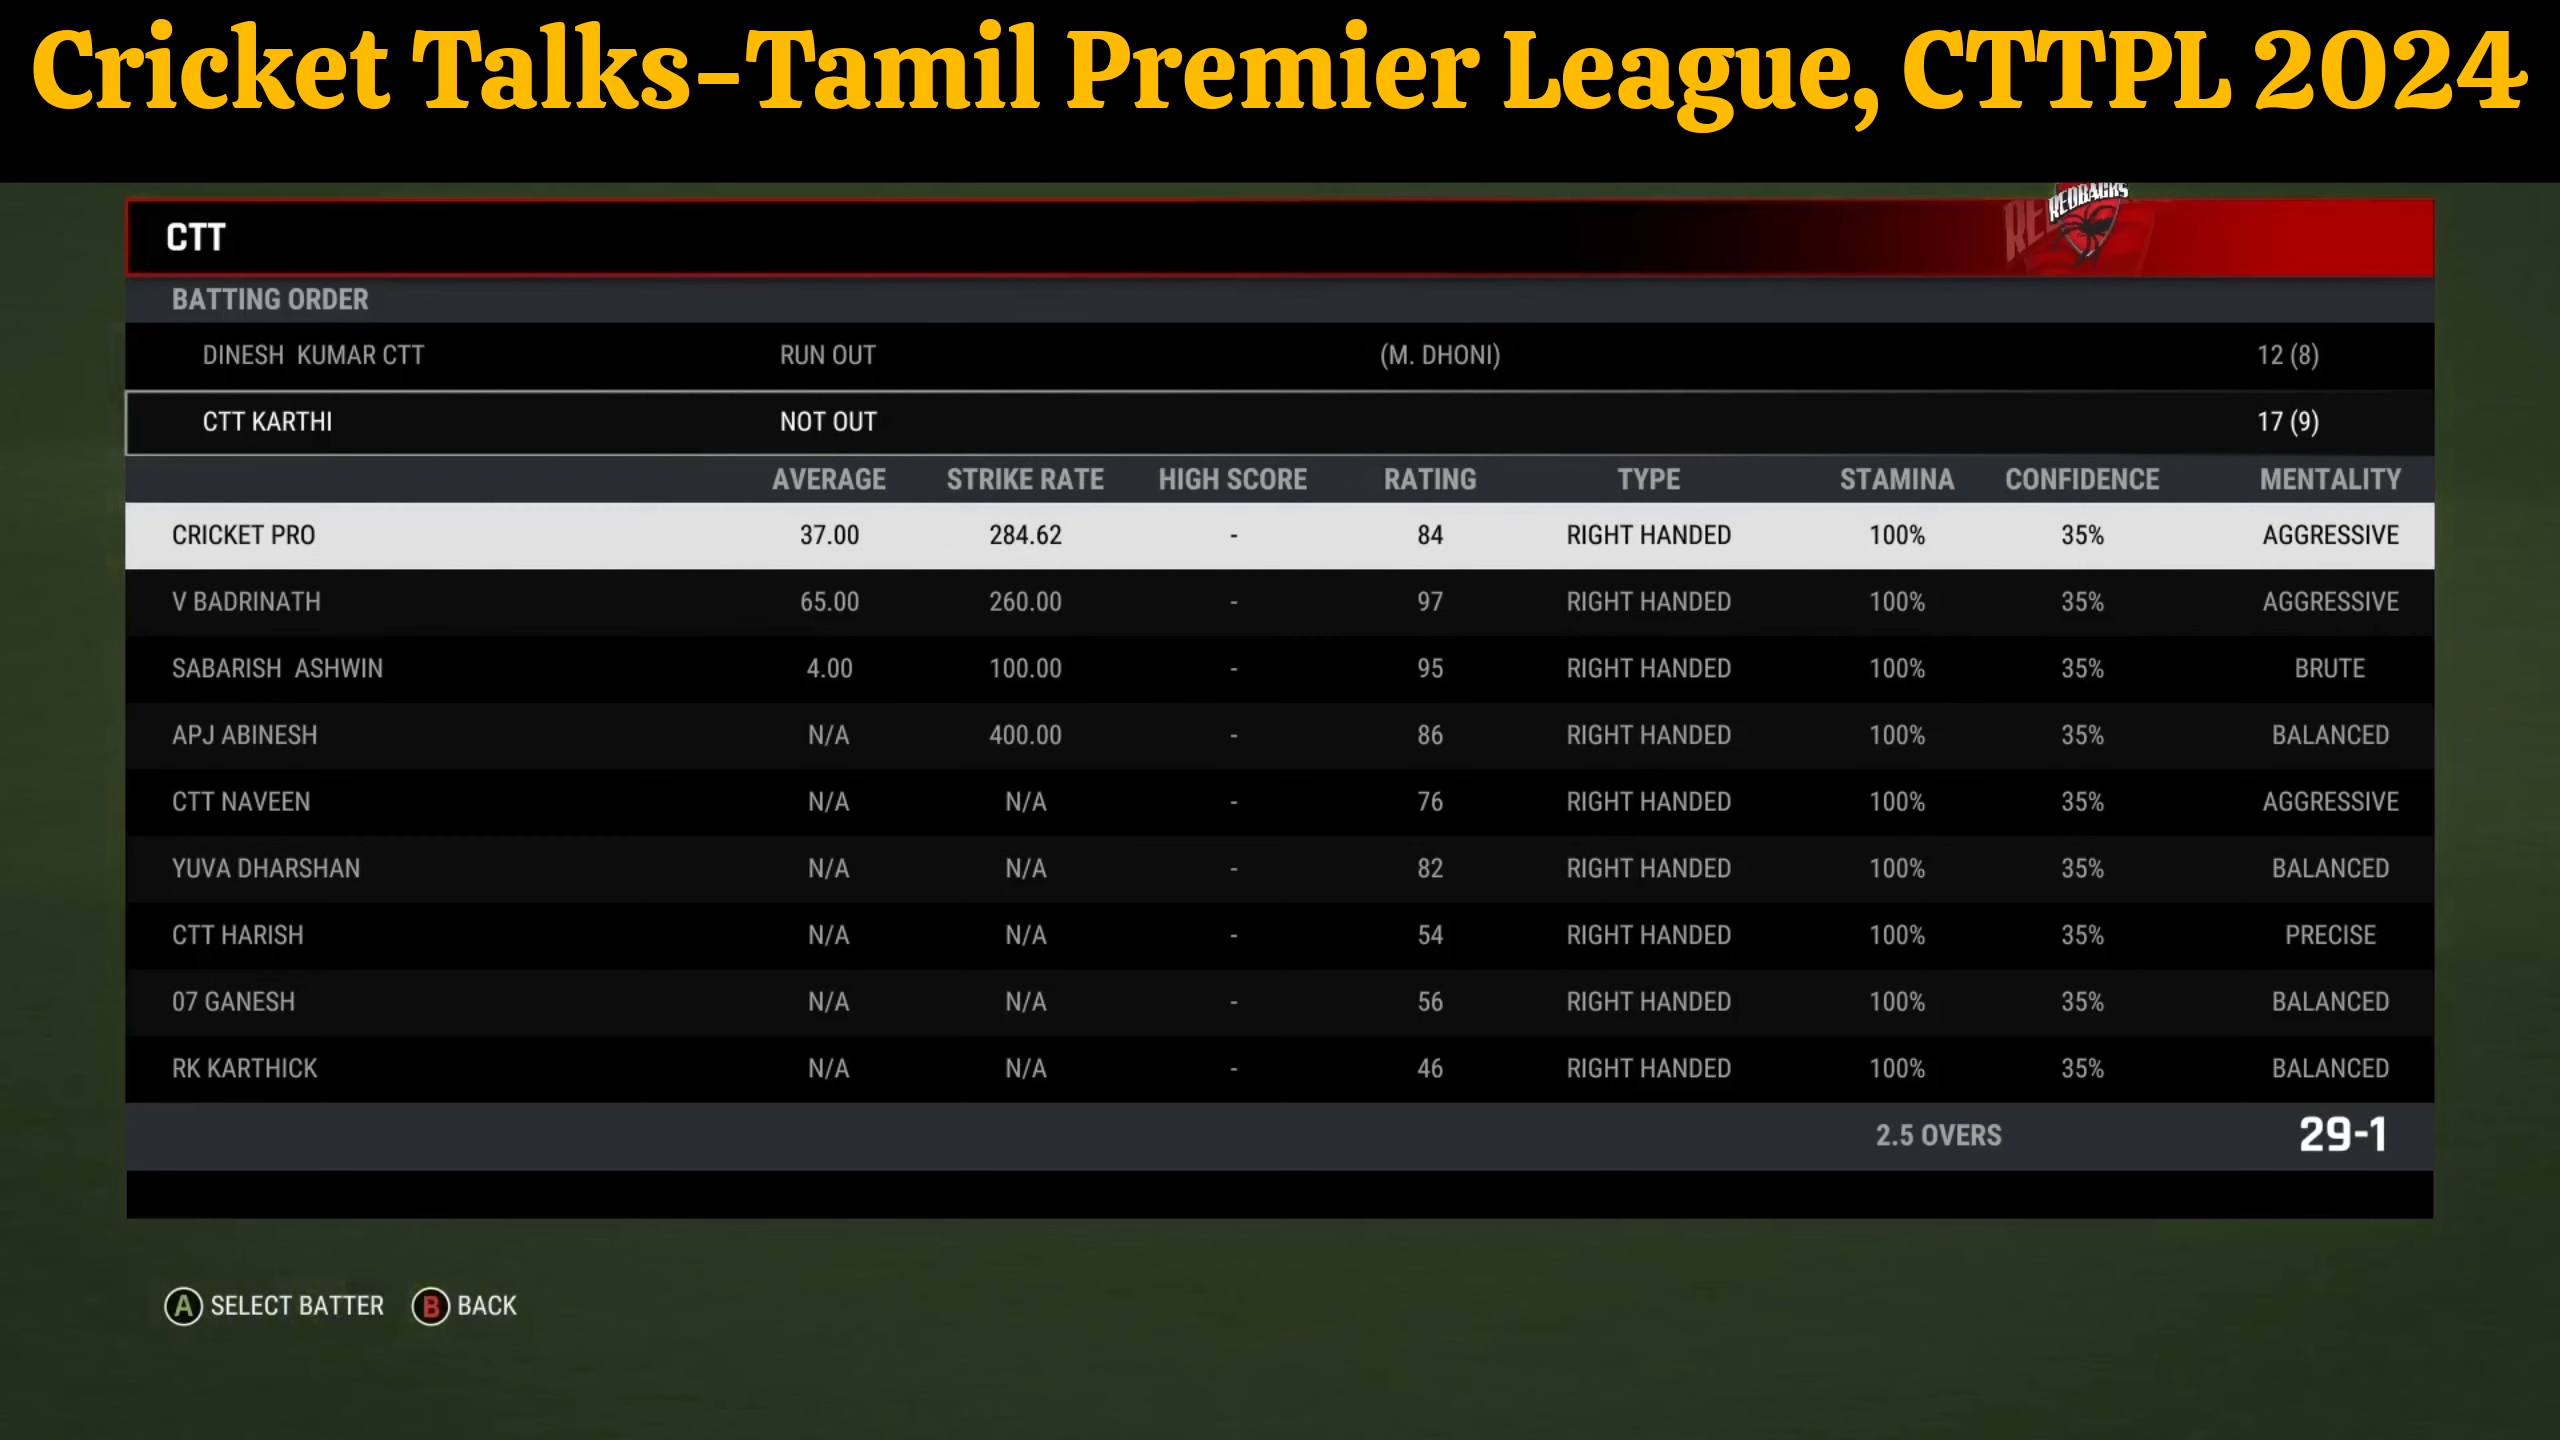 Cricket Talks-Tamil Premier League, CTTPL 2024
CTT REDBACKS
BATTING ORDER
DINESH KUMAR CTT RUN OUT (M. DHONI) 12 (8)
CTT KARTHI NOT OUT 17 (9)
AVERAGE STRIKE RATE HIGH SCORE RATING TYPE STAMINA CONFIDENCE MENTALITY
CRICKET PRO 37.00 284.62 - 84 RIGHT HANDED 100% 35% AGGRESSIVE
V BADRINATH 65.00 260.00 - 97 RIGHT HANDED 100% 35% AGGRESSIVE
SABARISH ASHWIN 4.00 100.00 - 95 RIGHT HANDED 100% 35% BRUTE
APJ ABINESH N/A 400.00 - 86 RIGHT HANDED 100% 35% BALANCED
CTT NAVEEN N/A N/A - 76 RIGHT HANDED 100% 35% AGGRESSIVE
YUVA DHARSHAN N/A N/A - 82 RIGHT HANDED 100% 35% BALANCED
CTT HARISH N/A N/A - 54 RIGHT HANDED 100% 35% PRECISE
07 GANESH N/A N/A - 56 RIGHT HANDED 100% 35% BALANCED
RK KARTHICK N/A N/A - 46 RIGHT HANDED 100% 35% BALANCED
2.5 OVERS 29-1
A SELECT BATTER B BACK